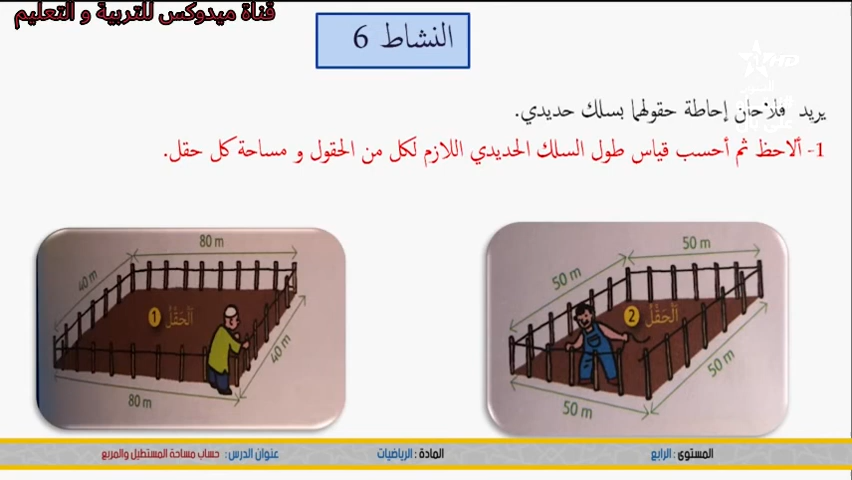 قناة ميدوكس للتربية و التعليم
النشاط 6
HD
يريد فلاحان إحاطة حقولهما بسلك حديدي.
1- ألاحظ ثم أحسب قياس طول السلك الحديدي اللازم لكل من الحقول و مساحة كل حقل.
50 m
50 m
2 اَلْحَقْلُ
50 m
50 m
80 m
40 m
1 اَلْحَقْلُ
40 m
80 m
المستوى : الرابع
المادة : الرياضيات
عنوان الدرس: حساب مساحة المستطيل والمربع